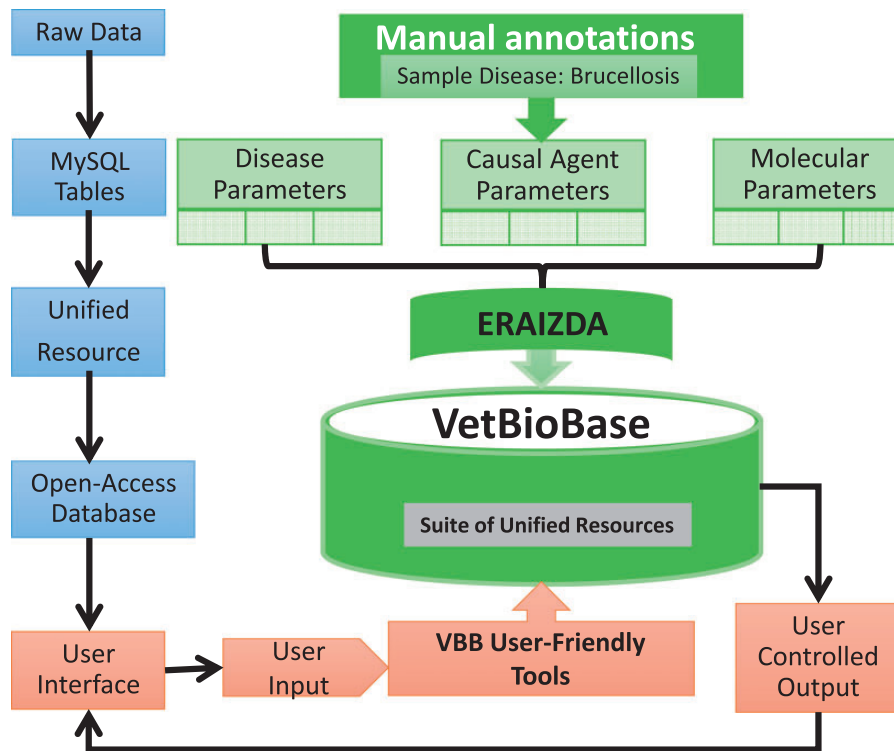 Raw Data
Manual annotations
Sample Disease: Brucellosis
MySQL
Tables
Disease
Parameters
Causal Agent
Parameters
Molecular
Parameters
Unified
Resource
ERAIZDA
VetBioBase
Open-Access
Database
Suite of Unified Resources
User
Interface
User
Input
VBB User-Friendly
Tools
User
Controlled
Output